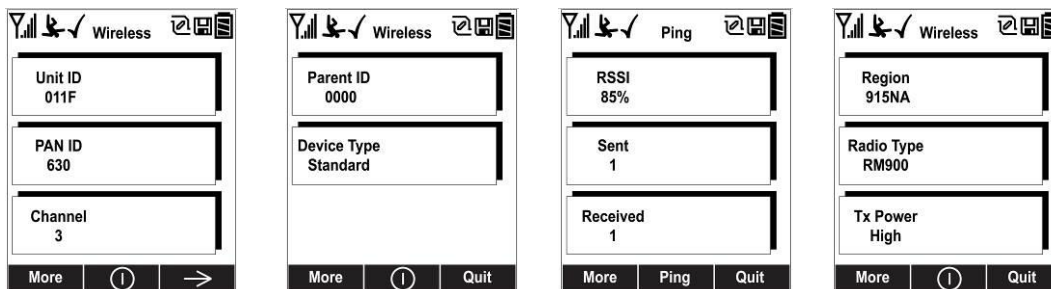 Wireless
Unit ID
011F
PAN ID
630
Channel
3
More
Wireless
Parent ID
0000
Device Type
Standard
More
Quit
Ping
RSSI
85%
Sent
1
Received
1
More
Ping
Quit
Wireless
Region
915NA
Radio Type
RM900
Tx Power
High
More
Quit